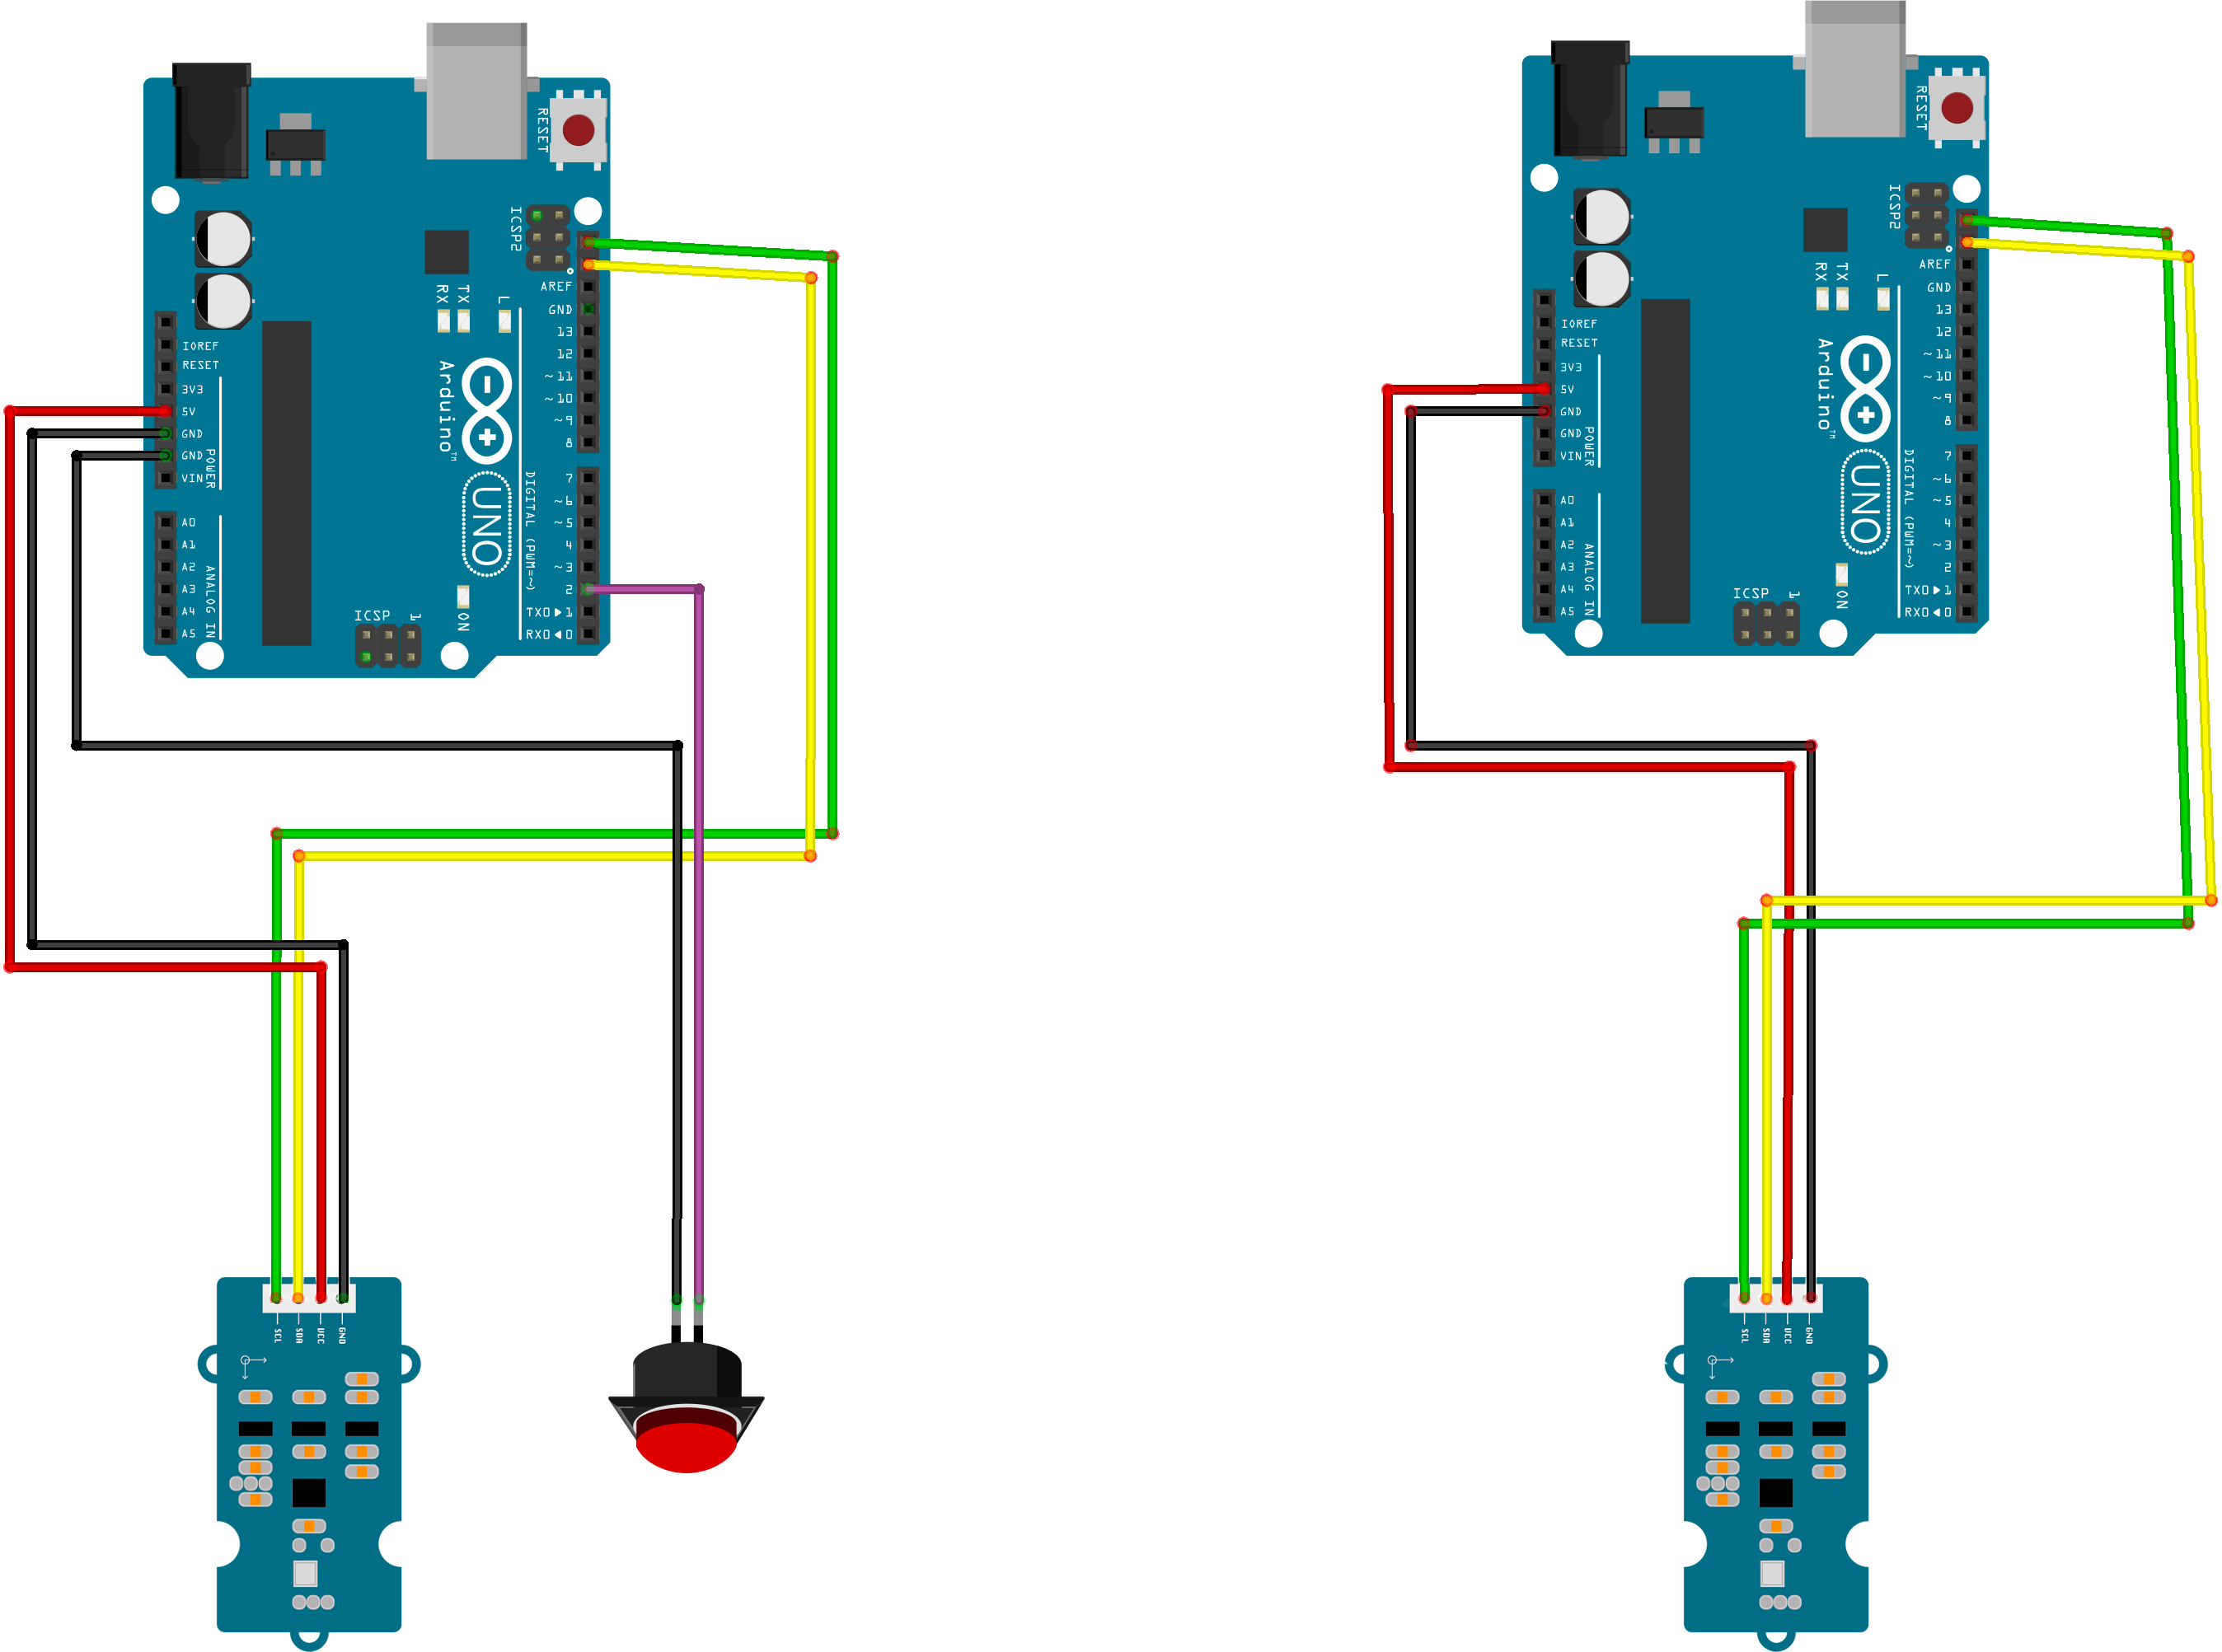 RESET
ICSP2
AREF
GND
13
12
~11
~10
~9
8
7
~6
~5
4
~3
2
TX0▶1
RX0◀0
DIGITAL (PWM=~)
RX
TX
L
IOREF
RESET
3V3
5V
GND
GND
VIN
POWER
A0
A1
A2
A3
A4
A5
ANALOG IN
Arduino™
UNO
ON
ICSP
1
SCL
SDA
VCC
GND
RESET
ICSP2
AREF
GND
13
12
~11
~10
~9
8
7
~6
~5
4
~3
2
TX0▶1
RX0◀0
DIGITAL (PWM=~)
RX
TX
L
IOREF
RESET
3V3
5V
GND
GND
VIN
POWER
A0
A1
A2
A3
A4
A5
ANALOG IN
Arduino™
UNO
ON
ICSP
1
SCL
SDA
VCC
GND